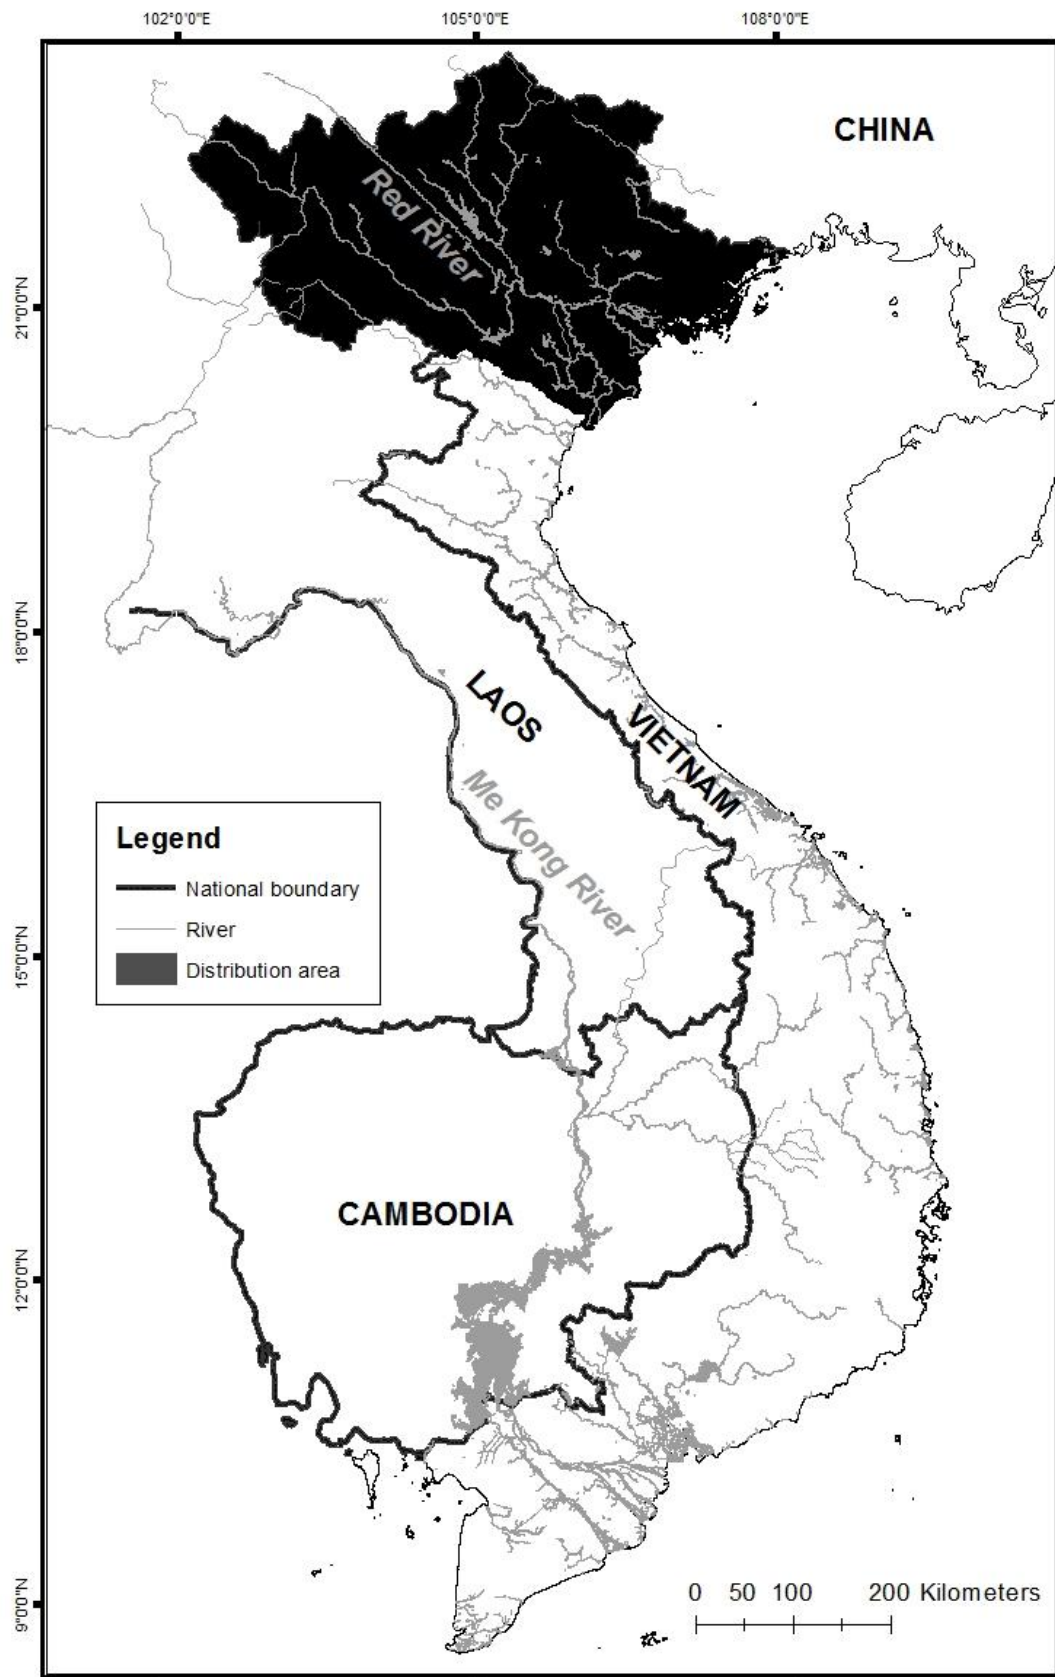 102°0'0"E 105°0'0"E 108°0'0"E
CHINA
Red River
21°0'0"N
18°0'0"N
LAOS
VIETNAM
Me Kong River
Legend
National boundary
River
Distribution area
15°0'0"N
CAMBODIA
12°0'0"N
9°0'0"N
0 50 100 200 Kilometers